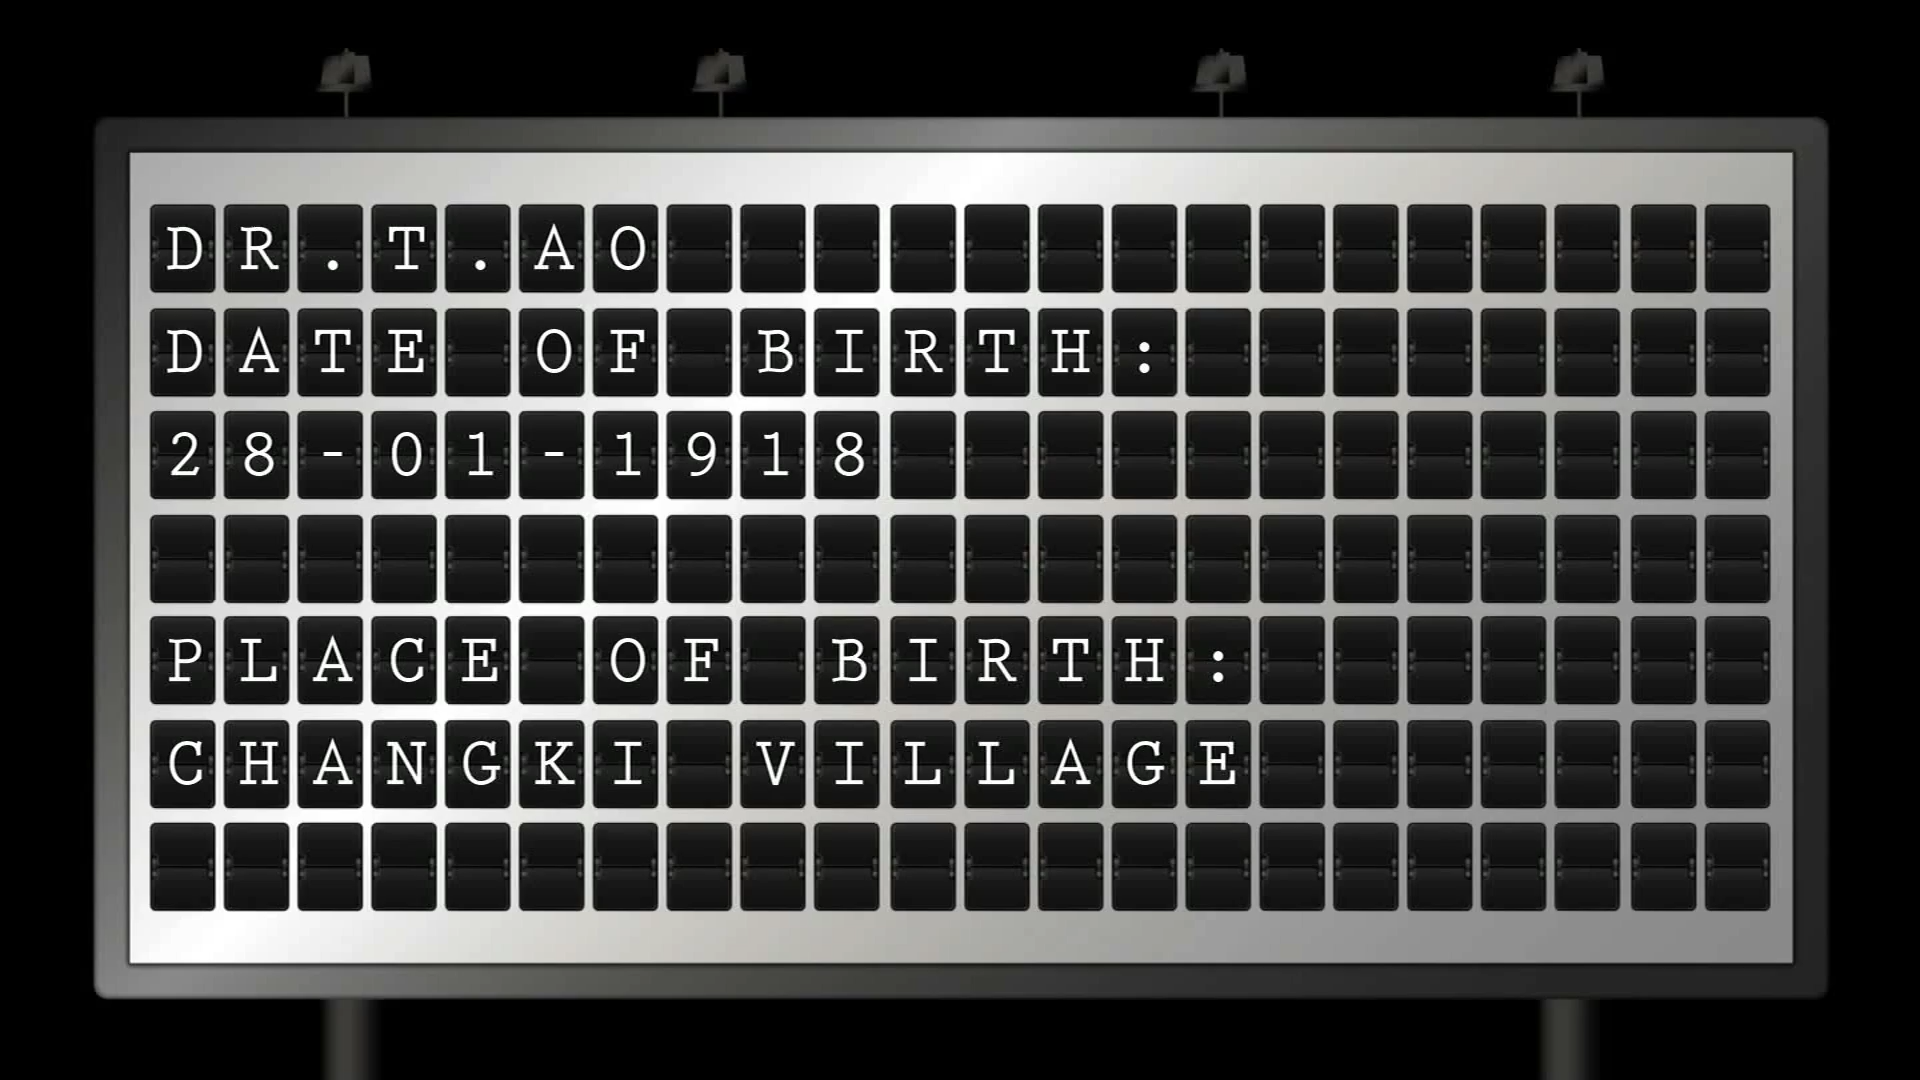 DR.T.AO
DATE OF BIRTH:
28-01-1918
PLACE OF BIRTH:
CHANGKI VILLAGE